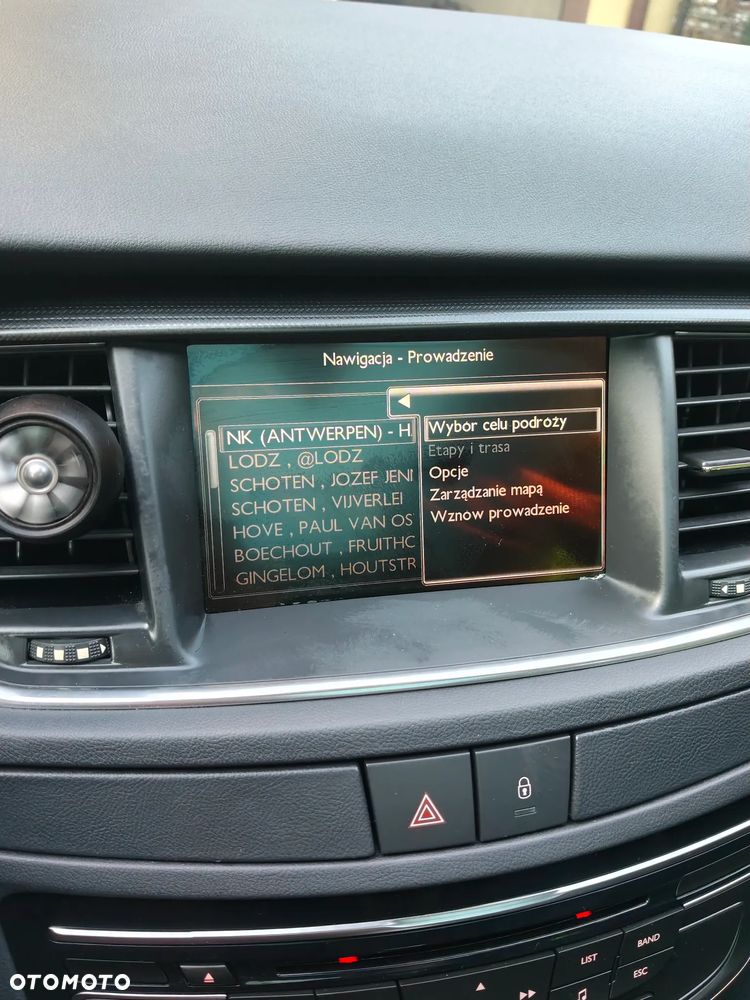 Nawigacja - Prowadzenie
NK (ANTWERPEN) - H
LODZ , @LODZ
SCHOTEN , JOZEF JEN
SCHOTEN , VIJVERLEI
HOVE , PAUL VAN OS
BOECHOUT , FRUITHC
GINGELOM , HOUTSTR
Wybór celu podróży
Etapy i trasa
Opcje
Zarządzanie mapą
Wznów prowadzenie
LIST
BAND
ESC
OTOMOTO